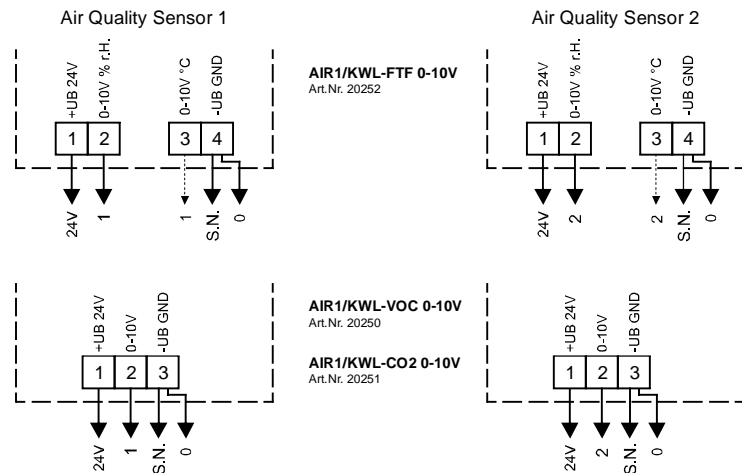 Air Quality Sensor 1
Air Quality Sensor 2
+UB 24V
0-10V % r.H.
0-10V °C
-UB GND
AIR1/KWL-FTF 0-10V
Art.Nr. 20252
+UB 24V
0-10V % r.H.
0-10V °C
-UB GND
1 2 3 4
1 2 3 4
24V 1 1 S.N. 0
24V 2 2 S.N. 0
+UB 24V
0-10V
-UB GND
AIR1/KWL-VOC 0-10V
Art.Nr. 20250
AIR1/KWL-CO2 0-10V
Art.Nr. 20251
+UB 24V
0-10V
-UB GND
1 2 3
1 2 3
24V 1 S.N. 0
24V 2 S.N. 0